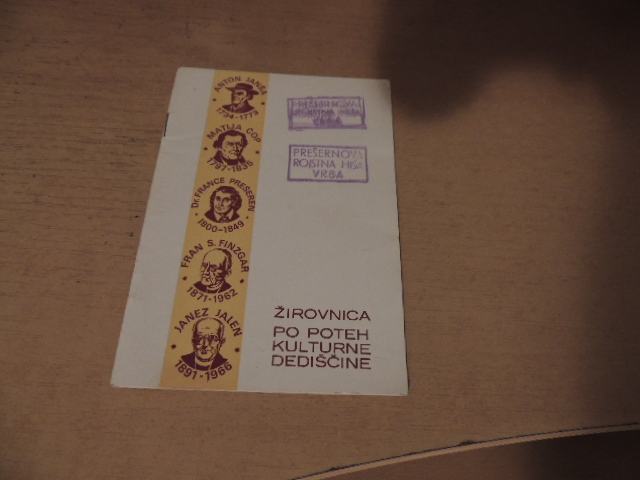 ANTON JANŠA
1734-1773
MATIJA ČOP
1797-1835
Dr. FRANCE PREŠEREN
1800-1849
FRAN S. FINŽGAR
1871-1962
JANEZ JALEN
1891-1966
PREŠERNOVA
ROJSTNA HIŠA
VRBA
PREŠERNOVA
ROJSTNA HIŠA
VRBA
ŽIROVNICA
PO POTEH
KULTURNE
DEDIŠČINE